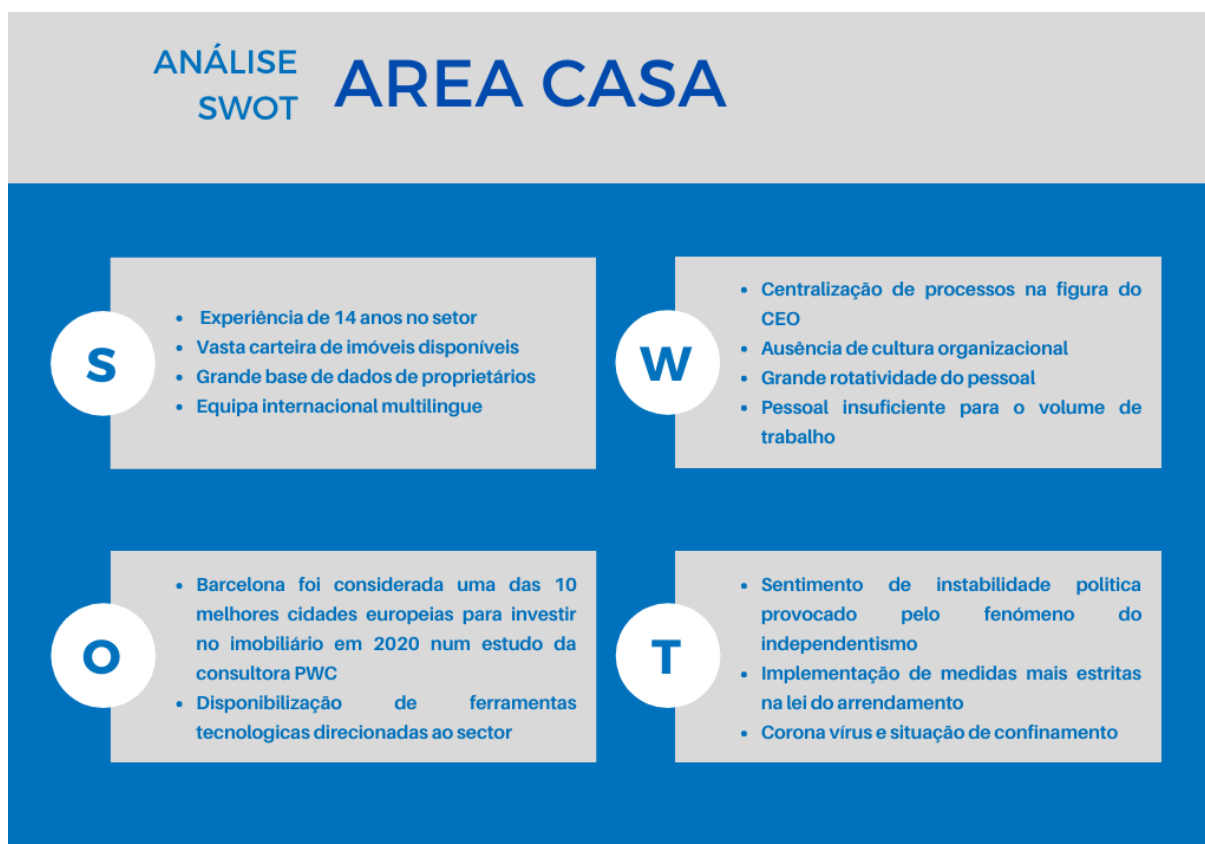 ANÁLISE
SWOT
AREA CASA
S
• Experiência de 14 anos no setor
• Vasta carteira de imóveis disponíveis
• Grande base de dados de proprietários
• Equipa internacional multilingue
W
• Centralização de processos na figura do
CEO
• Ausência de cultura organizacional
• Grande rotatividade do pessoal
• Pessoal insuficiente para o volume de
trabalho
O
• Barcelona foi considerada uma das 10
melhores cidades europeias para investir
no imobiliário em 2020 num estudo da
consultora PWC
• Disponibilização de ferramentas
tecnologicas direcionadas ao sector
T
• Sentimento de instabilidade politica
provocado pelo fenómeno do
independentismo
• Implementação de medidas mais estritas
na lei do arrendamento
• Corona vírus e situação de confinamento